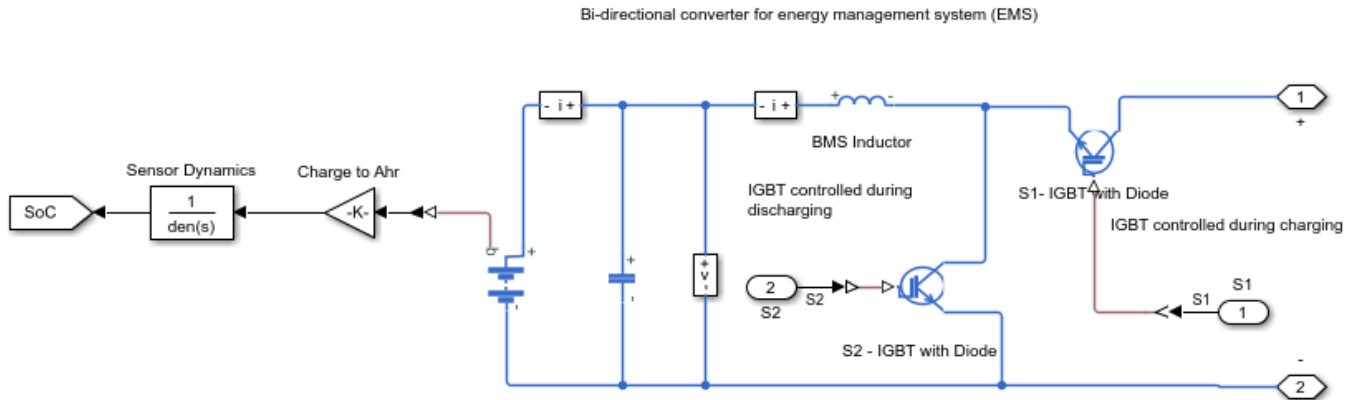 Bi-directional converter for energy management system (EMS)
- i +
- i +
+ -
1
+
BMS Inductor
Sensor Dynamics
Charge to Ahr
IGBT controlled during
discharging
S1- IGBT with Diode
SoC
1
den(s)
-K-
IGBT controlled during charging
q
+
-
+
-
+
v
-
2
S2
S2
S1
S1
1
S2 - IGBT with Diode
-
2